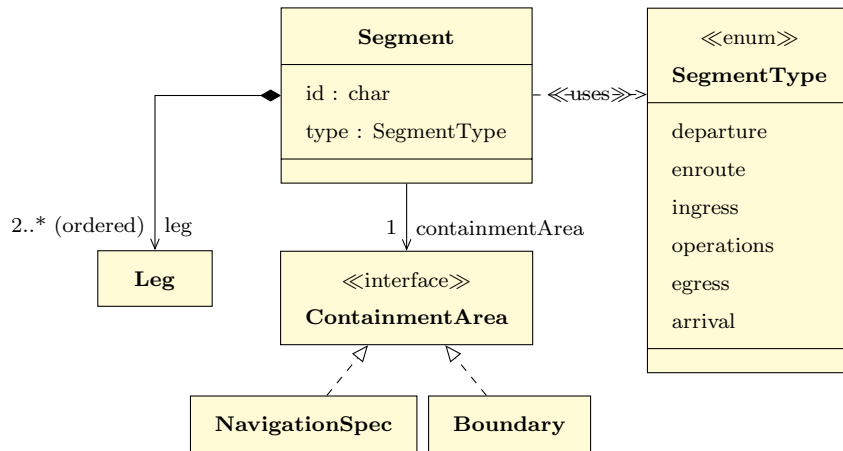 Segment
id : char
type : SegmentType
≪uses≫
≪enum≫
SegmentType
departure
enroute
ingress
operations
egress
arrival
2..* (ordered)
leg
1
containmentArea
Leg
≪interface≫
ContainmentArea
NavigationSpec
Boundary